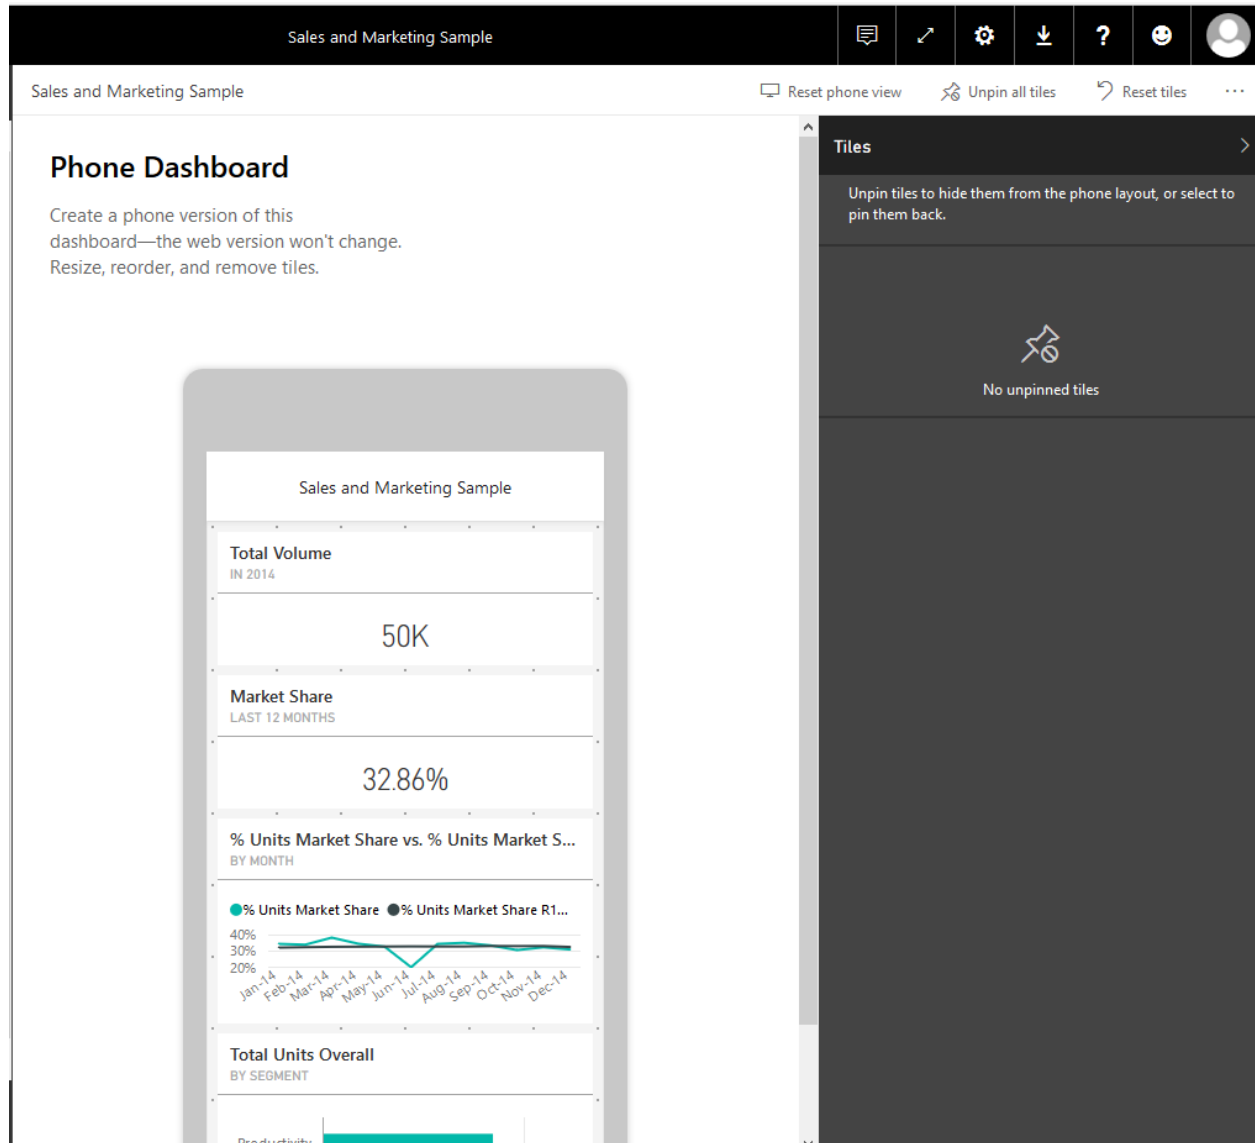 Sales and Marketing Sample
?
Sales and Marketing Sample
Reset phone view
Unpin all tiles
Reset tiles
...
Phone Dashboard
Create a phone version of this
dashboard—the web version won't change.
Resize, reorder, and remove tiles.
Tiles
Unpin tiles to hide them from the phone layout, or select to
pin them back.
No unpinned tiles
Sales and Marketing Sample
Total Volume
IN 2014
50K
Market Share
LAST 12 MONTHS
32.86%
% Units Market Share vs. % Units Market S...
BY MONTH
% Units Market Share % Units Market Share R1...
40%
30%
20%
Jan-14 Feb-14 Mar-14 Apr-14 May-14 Jun-14 Jul-14 Aug-14 Sep-14 Oct-14 Nov-14 Dec-14
Total Units Overall
BY SEGMENT
Productivity